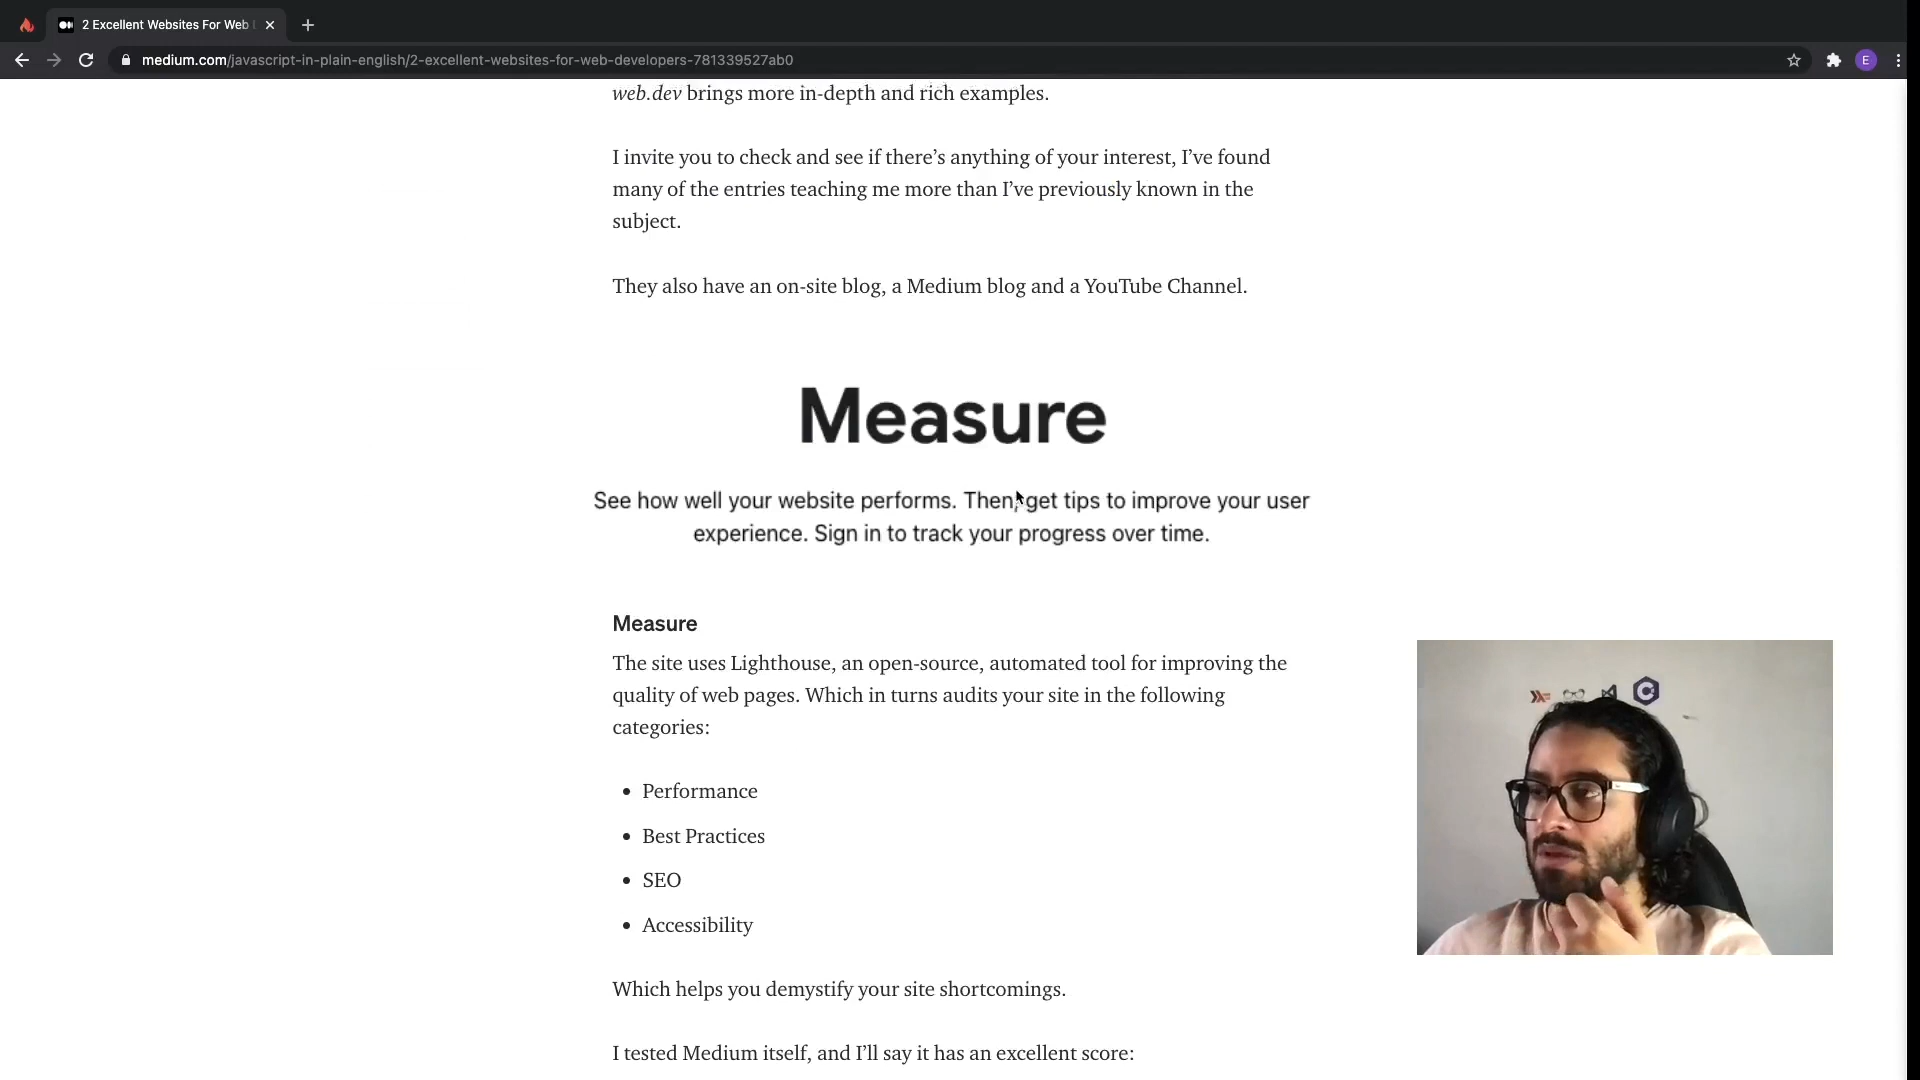 2 Excellent Websites For Web
medium.com/javascript-in-plain-english/2-excellent-websites-for-web-developers-781339527ab0
E
web.dev brings more in-depth and rich examples.
I invite you to check and see if there’s anything of your interest, I’ve found
many of the entries teaching me more than I’ve previously known in the
subject.
They also have an on-site blog, a Medium blog and a YouTube Channel.
Measure
See how well your website performs. Then get tips to improve your user
experience. Sign in to track your progress over time.
Measure
The site uses Lighthouse, an open-source, automated tool for improving the
quality of web pages. Which in turns audits your site in the following
categories:
• Performance
• Best Practices
• SEO
• Accessibility
Which helps you demystify your site shortcomings.
I tested Medium itself, and I’ll say it has an excellent score: